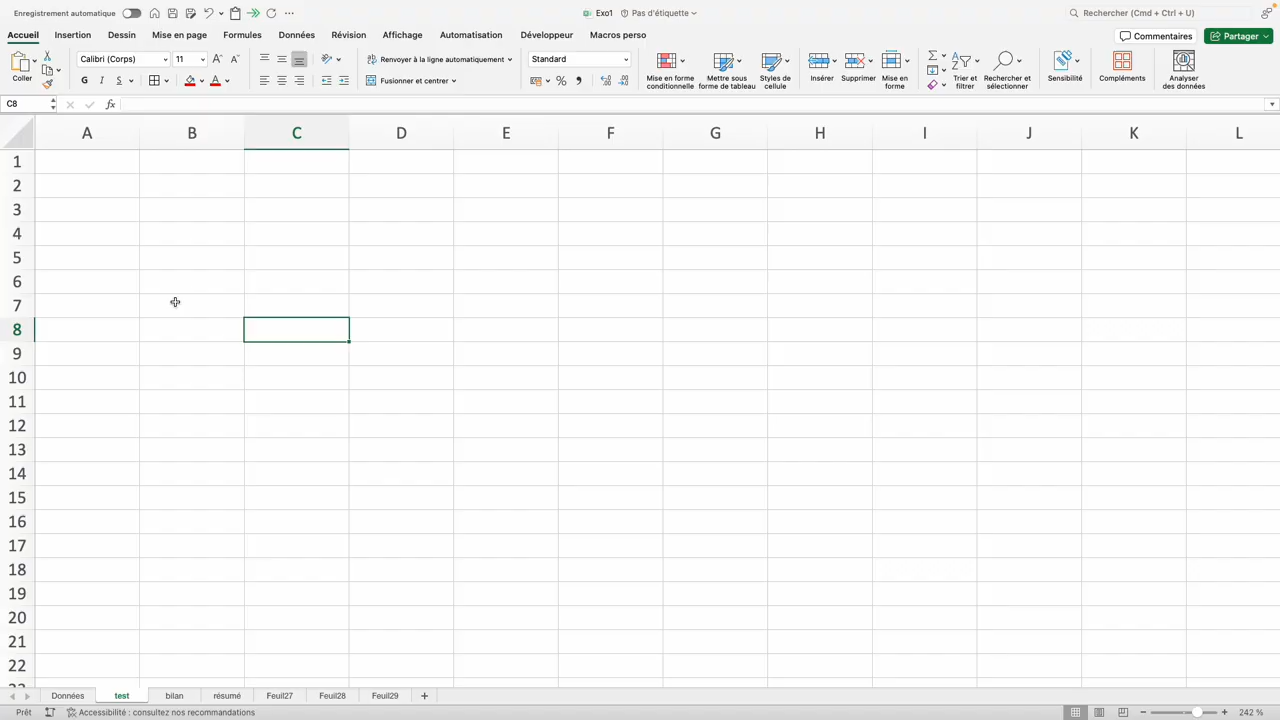 Enregistrement automatique Exo1 Pas d'étiquette Rechercher (Cmd + Ctrl + U)
Accueil Insertion Dessin Mise en page Formules Données Révision Affichage Automatisation Développeur Macros perso Commentaires Partager
Coller Calibri (Corps) 11 Renvoyer à la ligne automatiquement Standard
G I S Fusionner et centrer
Mise en forme conditionnelle Mettre sous forme de tableau Styles de cellule Insérer Supprimer Mise en forme Trier et filtrer Rechercher et sélectionner Sensibilité Compléments Analyser des données
C8 fx
A B C D E F G H I J K L
1
2
3
4
5
6
7
8
9
10
11
12
13
14
15
16
17
18
19
20
21
22
Données test bilan résumé Feuil27 Feuil28 Feuil29
Prêt Accessibilité : consultez nos recommandations 242 %